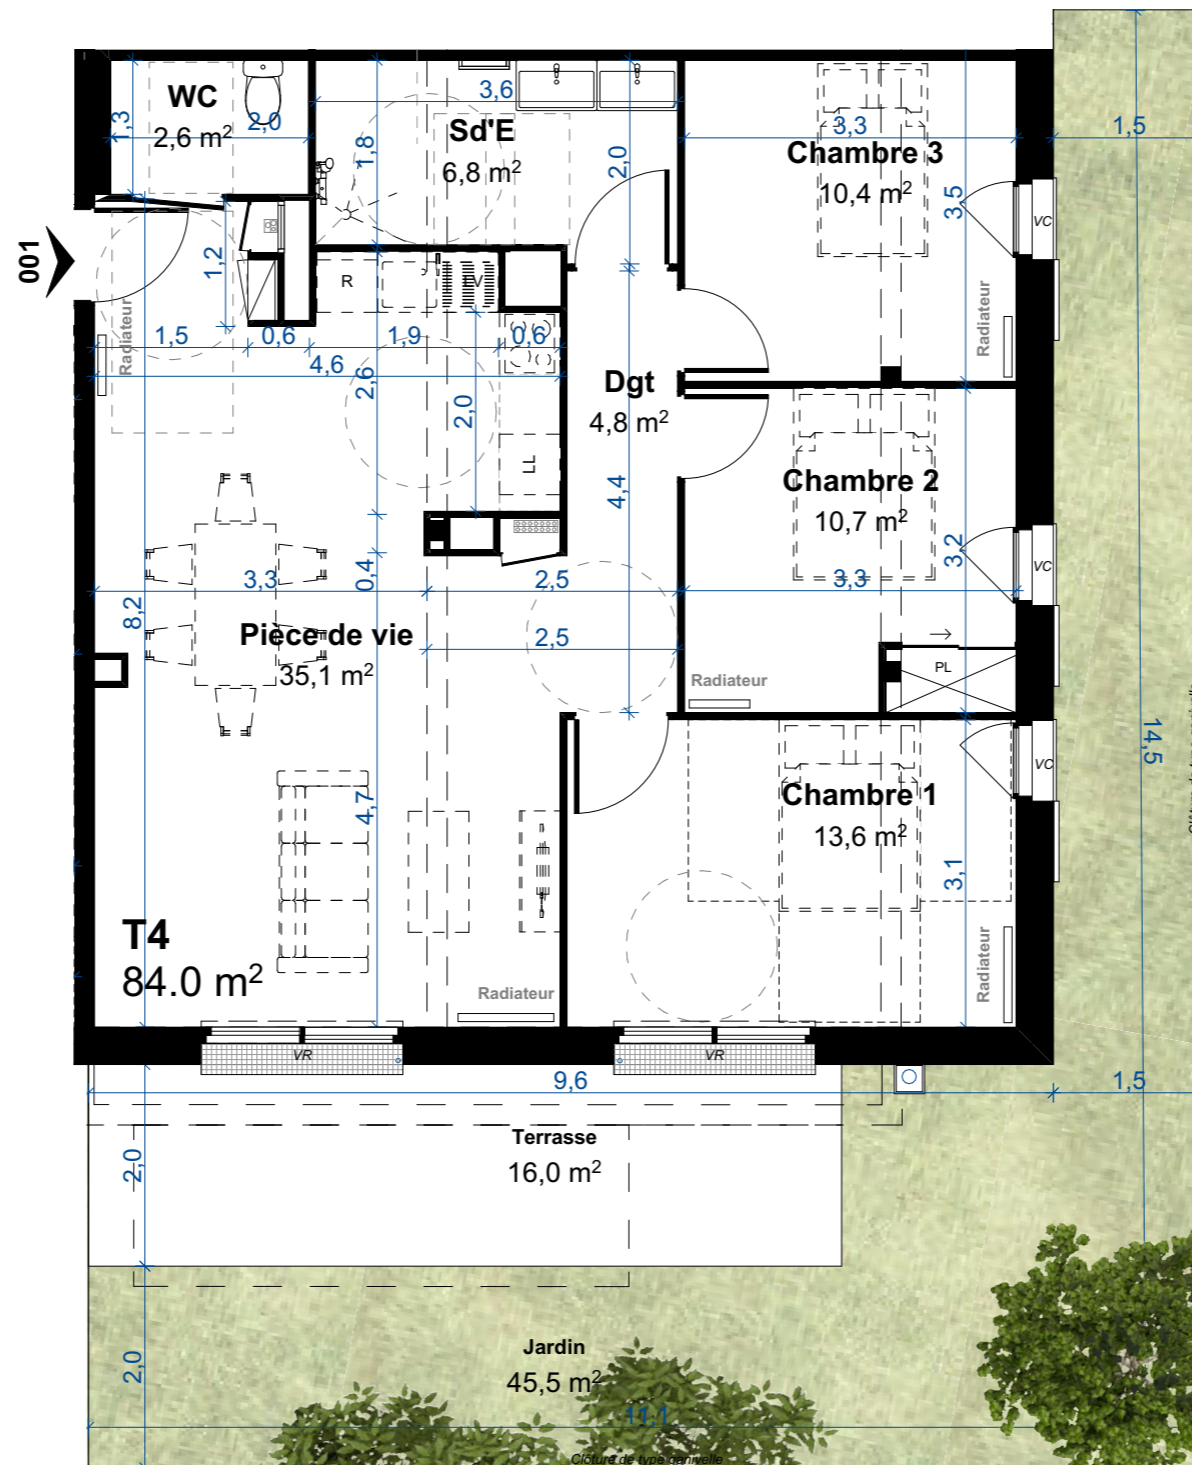 WC
2,6 m²
1,3
2,0
3,6
Sd'E
6,8 m²
1,8
2,0
3,3
Chambre 3
10,4 m²
3,5
1,5
VC
001
1,2
R
LV
Radiateur
Radiateur
1,5
0,6
1,9
0,6
4,6
2,6
2,0
Dgt
4,8 m²
LL
4,4
Chambre 2
10,7 m²
3,2
VC
3,3
3,3
0,4
2,5
8,2
Pièce de vie
35,1 m²
2,5
PL
Radiateur
14,5
VC
4,7
Chambre 1
13,6 m²
3,1
T4
84.0 m²
Radiateur
Radiateur
VR
VR
9,6
1,5
Terrasse
16,0 m²
2,0
Jardin
45,5 m²
2,0
11,1
Clôture de type ganivelle